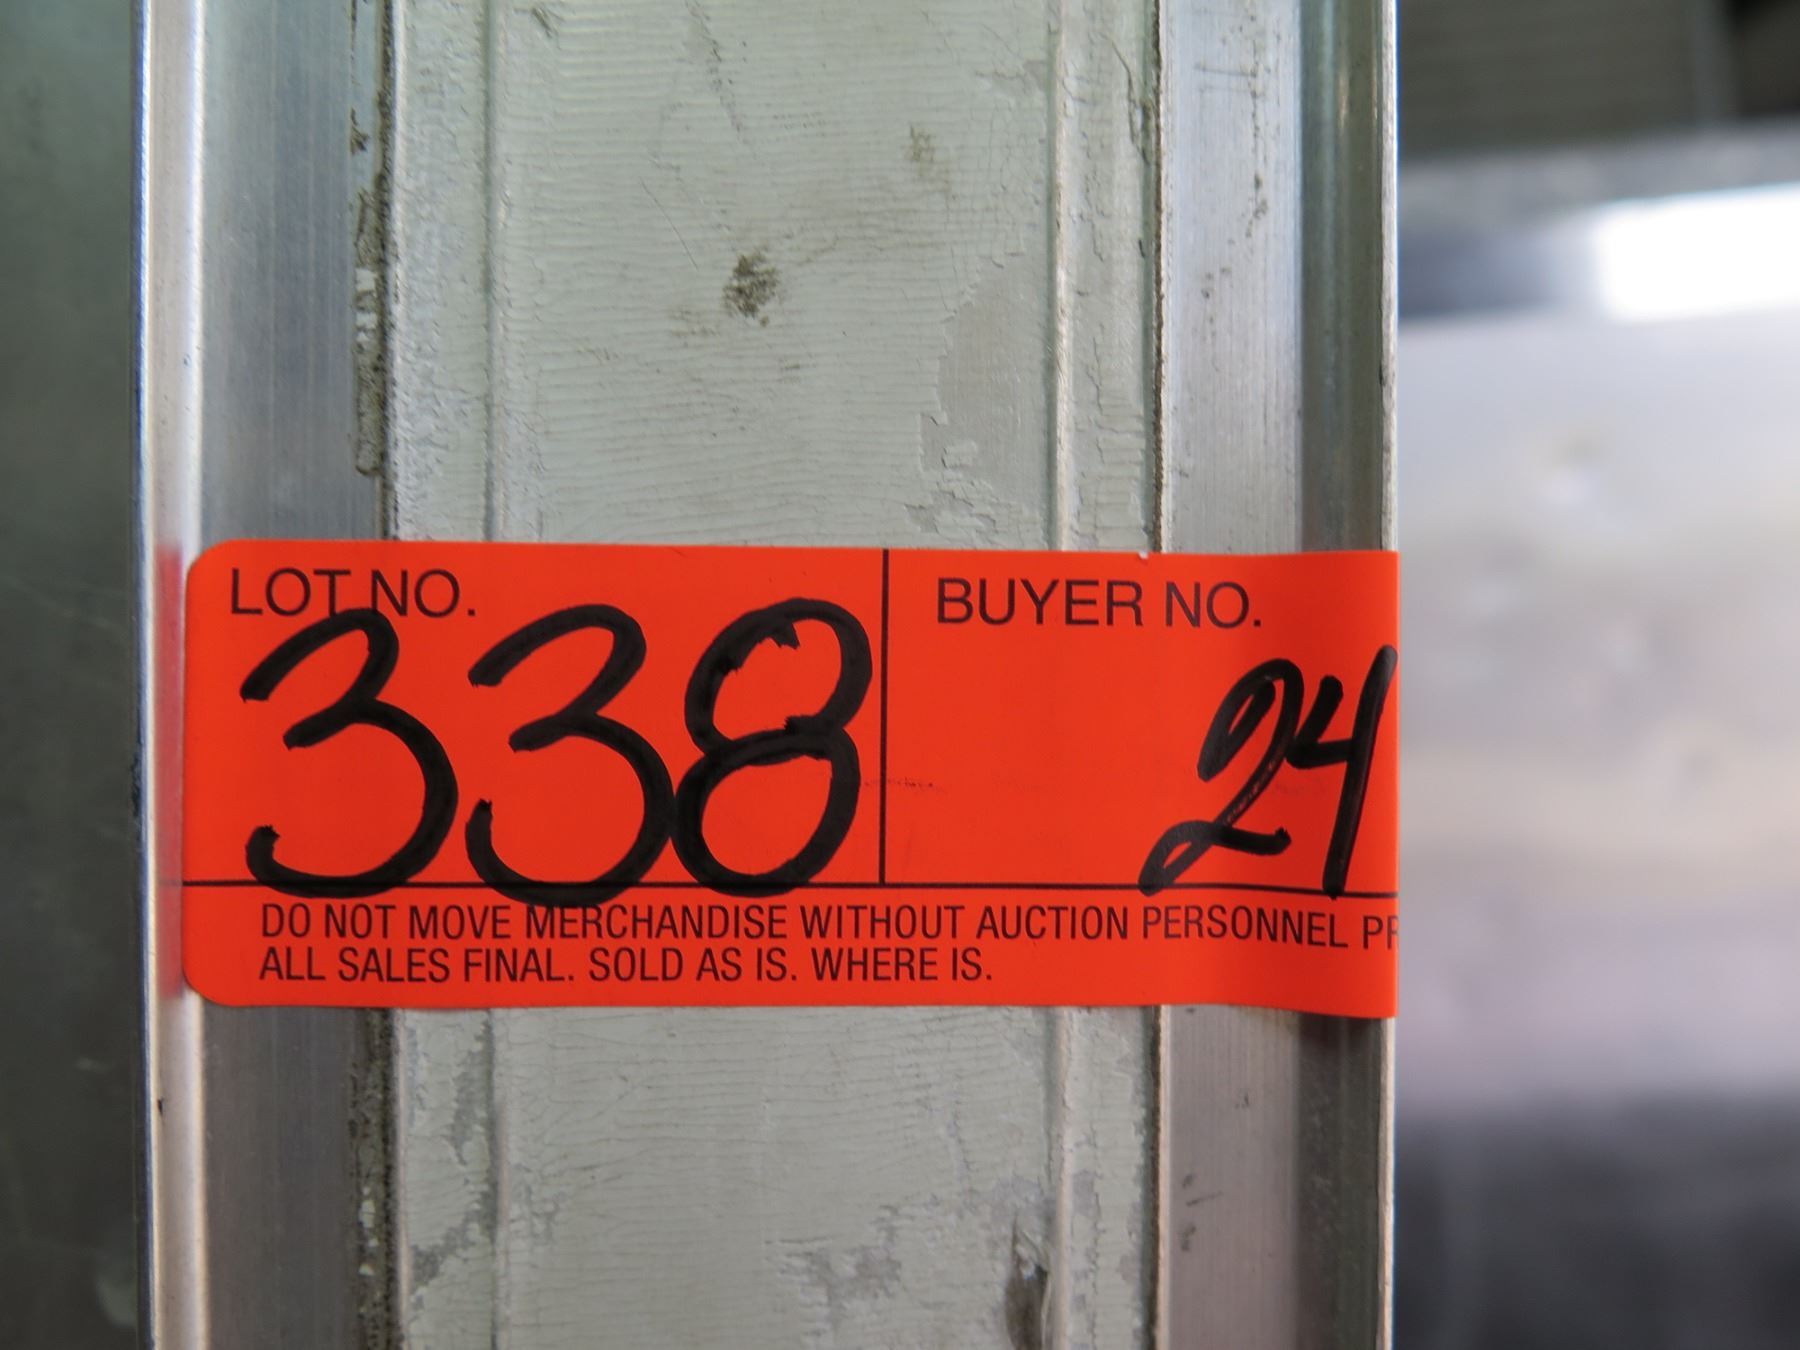 LOT NO. BUYER NO.
338 24
DO NOT MOVE MERCHANDISE WITHOUT AUCTION PERSONNEL
ALL SALES FINAL. SOLD AS IS. WHERE IS.